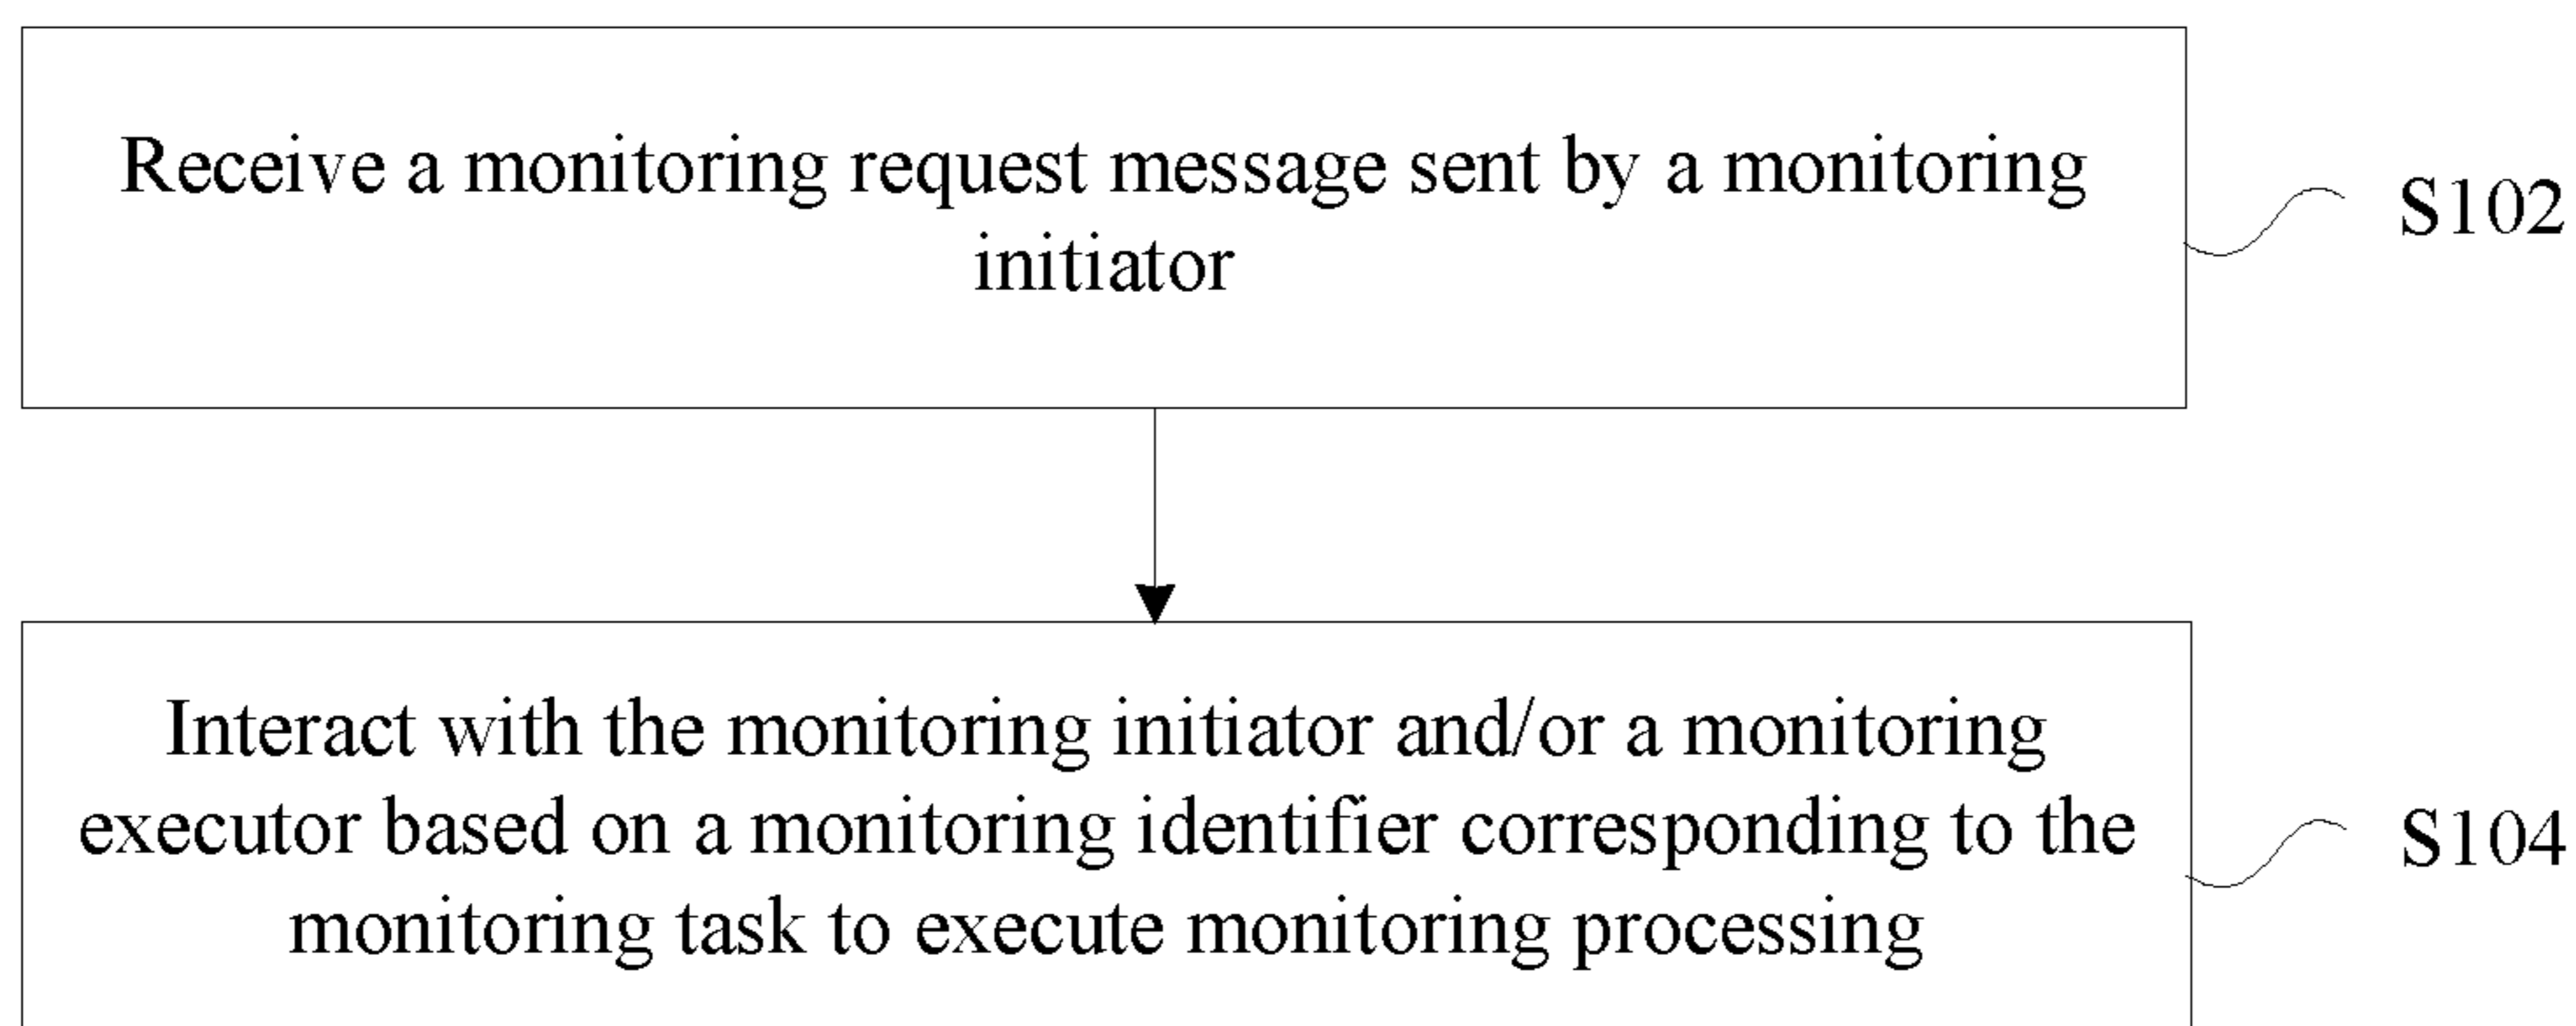 Receive a monitoring request message sent by a monitoring
initiator
S102
Interact with the monitoring initiator and/or a monitoring
executor based on a monitoring identifier corresponding to the
monitoring task to execute monitoring processing
S104